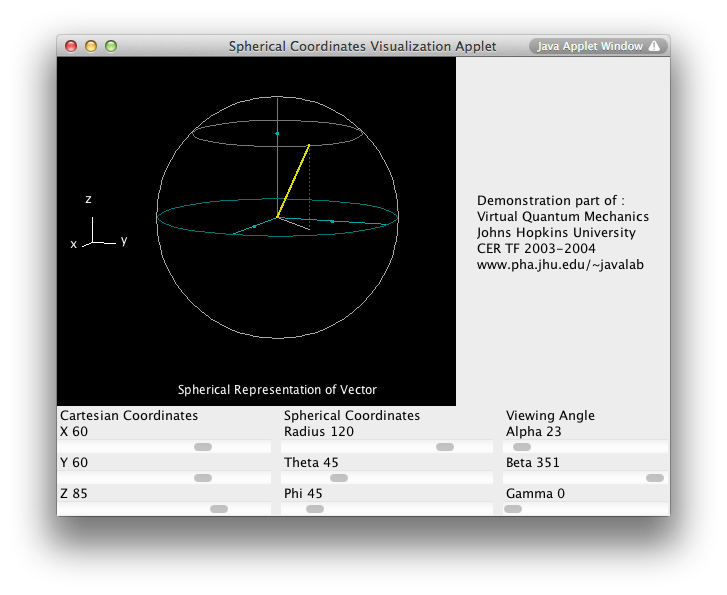 Spherical Coordinates Visualization Applet
Java Applet Window
z
x
y
Spherical Representation of Vector
Demonstration part of :
Virtual Quantum Mechanics
Johns Hopkins University
CER TF 2003-2004
www.pha.jhu.edu/~javalab
Cartesian Coordinates
X 60
Y 60
Z 85
Spherical Coordinates
Radius 120
Theta 45
Phi 45
Viewing Angle
Alpha 23
Beta 351
Gamma 0